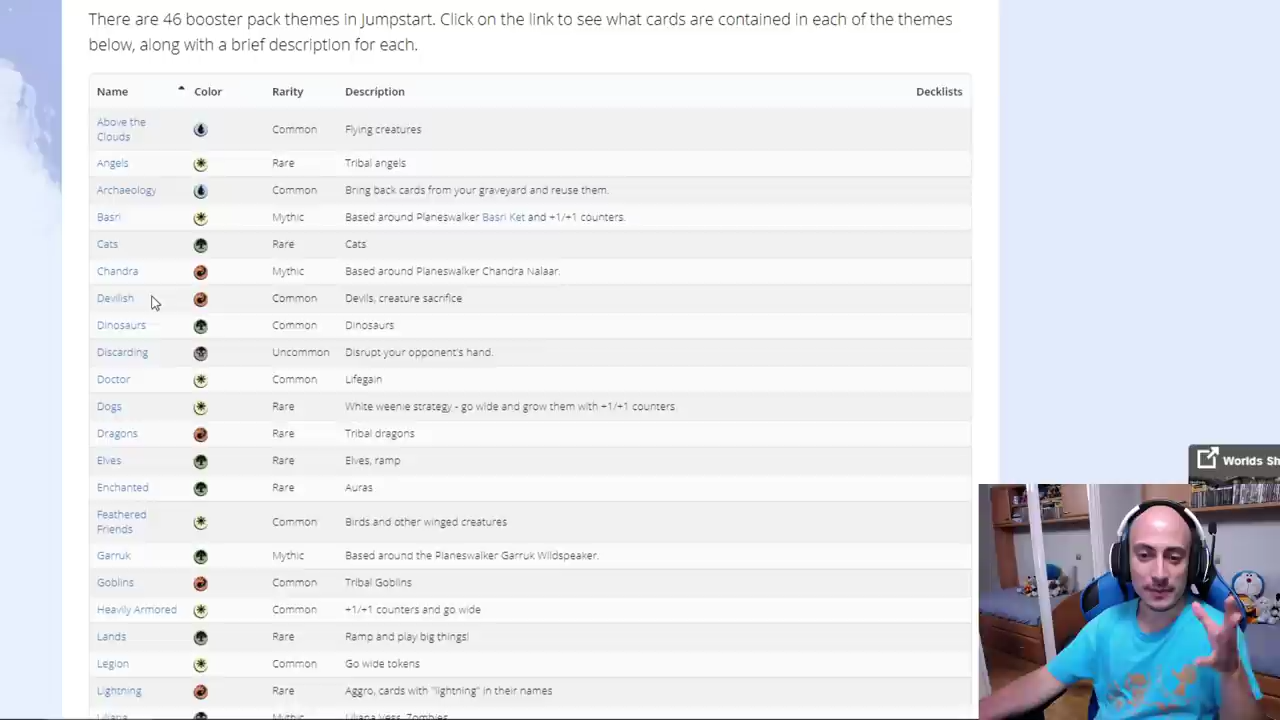 There are 46 booster pack themes in Jumpstart. Click on the link to see what cards are contained in each of the themes
below, along with a brief description for each.
Name Color Rarity Description Decklists
Above the
Clouds Common Flying creatures
Angels Rare Tribal angels
Archaeology Common Bring back cards from your graveyard and reuse them.
Basri Mythic Based around Planeswalker Basri Ket and +1/+1 counters.
Cats Rare Cats
Chandra Mythic Based around Planeswalker Chandra Nalaar.
Devilish Common Devils, creature sacrifice
Dinosaurs Common Dinosaurs
Discarding Uncommon Disrupt your opponent's hand.
Doctor Common Lifegain
Dogs Rare White weenie strategy - go wide and grow them with +1/+1 counters
Dragons Rare Tribal dragons
Elves Rare Elves, ramp
Enchanted Rare Auras
Feathered
Friends Common Birds and other winged creatures
Garruk Mythic Based around the Planeswalker Garruk Wildspeaker.
Goblins Common Tribal Goblins
Heavily Armored Common +1/+1 counters and go wide
Lands Rare Ramp and play big things!
Legion Common Go wide tokens
Lightning Rare Aggro, cards with "lightning" in their names
Liliana Mythic Liliana Vess, Zombies
Worlds Sh